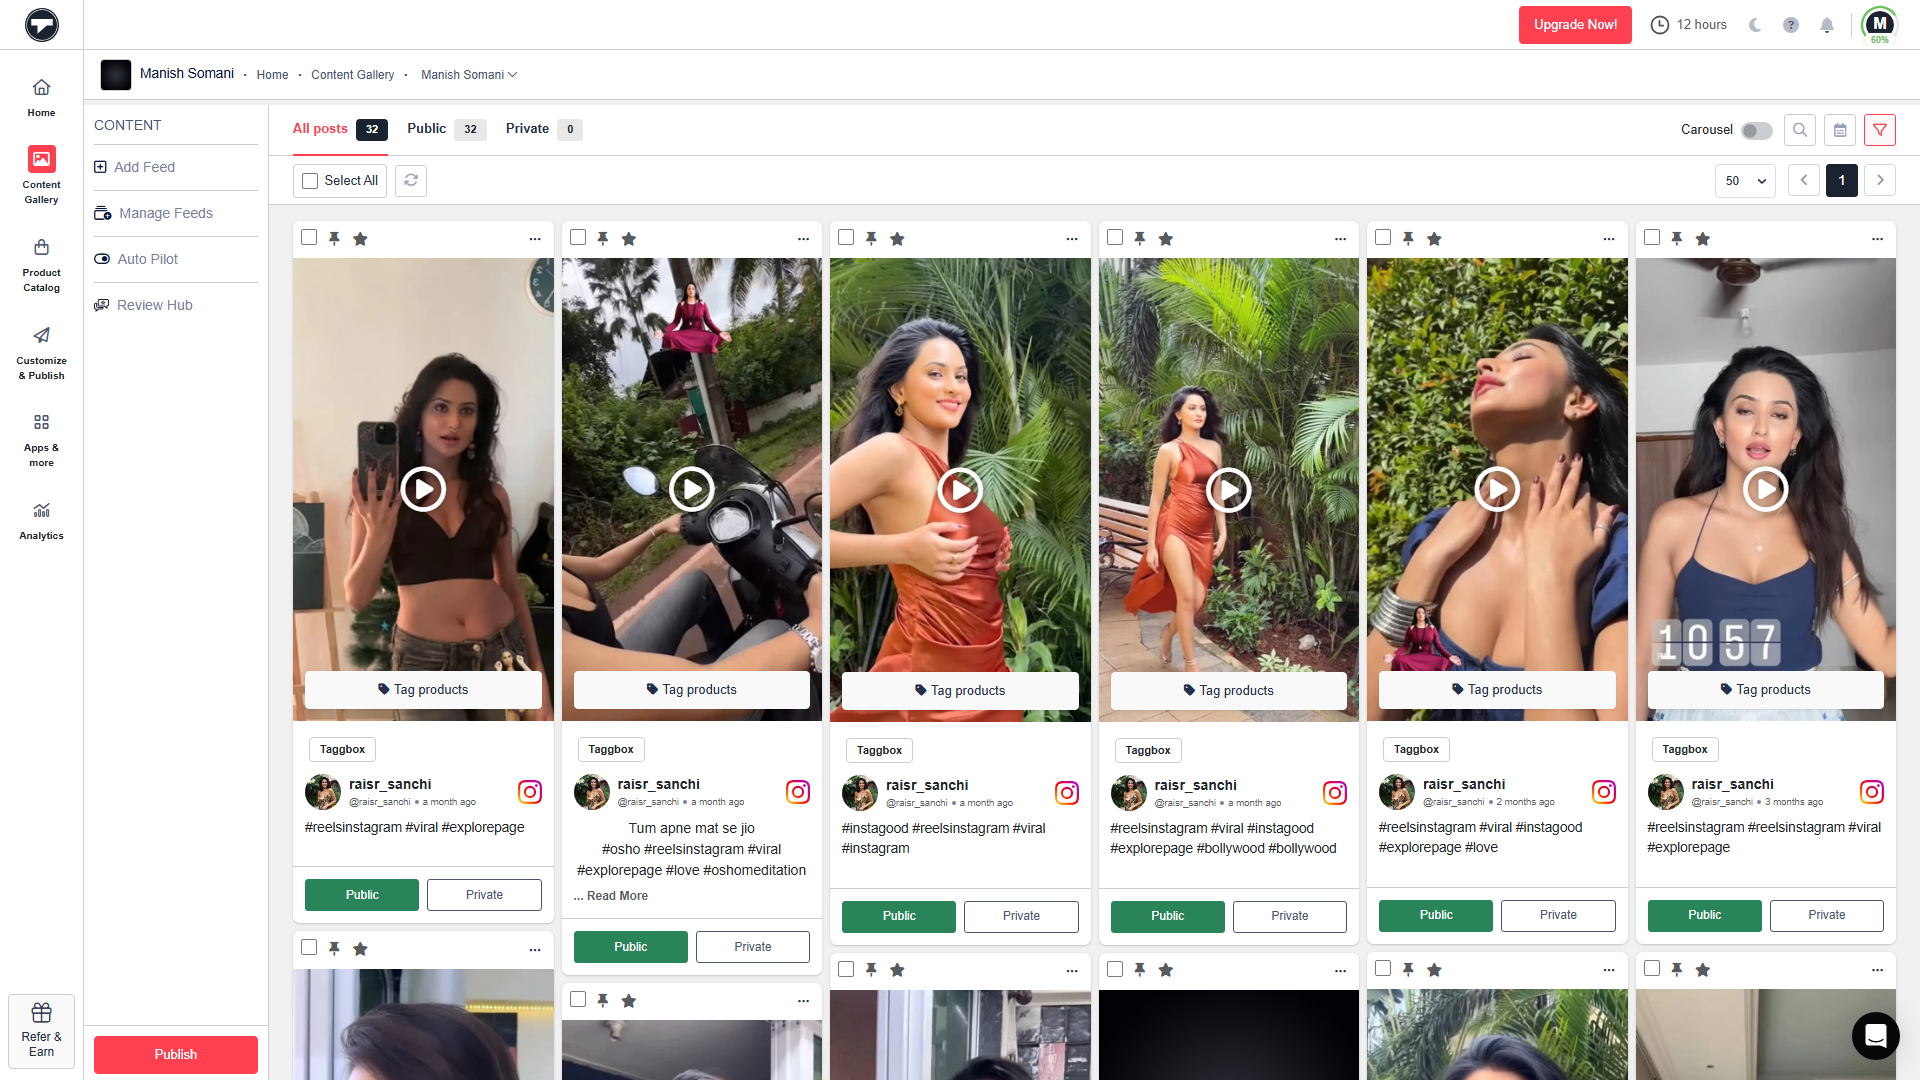 Upgrade Now!
12 hours
M
60%
Manish Somani
Home
Content Gallery
Manish Somani
Home
Content
Gallery
Product
Catalog
Customize
& Publish
Apps &
more
Analytics
Refer &
Earn
CONTENT
Add Feed
Manage Feeds
Auto Pilot
Review Hub
Publish
All posts 32
Public 32
Private 0
Carousel
Select All
50
1
Tag products
Taggbox
raisr_sanchi
@raisr_sanchi • a month ago
#reelsinstagram #viral #explorepage
Public Private
Tag products
Taggbox
raisr_sanchi
@raisr_sanchi • a month ago
Tum apne mat se jio
#osho #reelsinstagram #viral
#explorepage #love #oshomeditation
... Read More
Public Private
Tag products
Taggbox
raisr_sanchi
@raisr_sanchi • a month ago
#instagood #reelsinstagram #viral
#instagram
Public Private
Tag products
Taggbox
raisr_sanchi
@raisr_sanchi • a month ago
#reelsinstagram #viral #instagood
#explorepage #bollywood #bollywood
Public Private
Tag products
Taggbox
raisr_sanchi
@raisr_sanchi • 2 months ago
#reelsinstagram #viral #instagood
#explorepage #love
Public Private
10 57
Tag products
Taggbox
raisr_sanchi
@raisr_sanchi • 3 months ago
#reelsinstagram #reelsinstagram #viral
#explorepage
Public Private